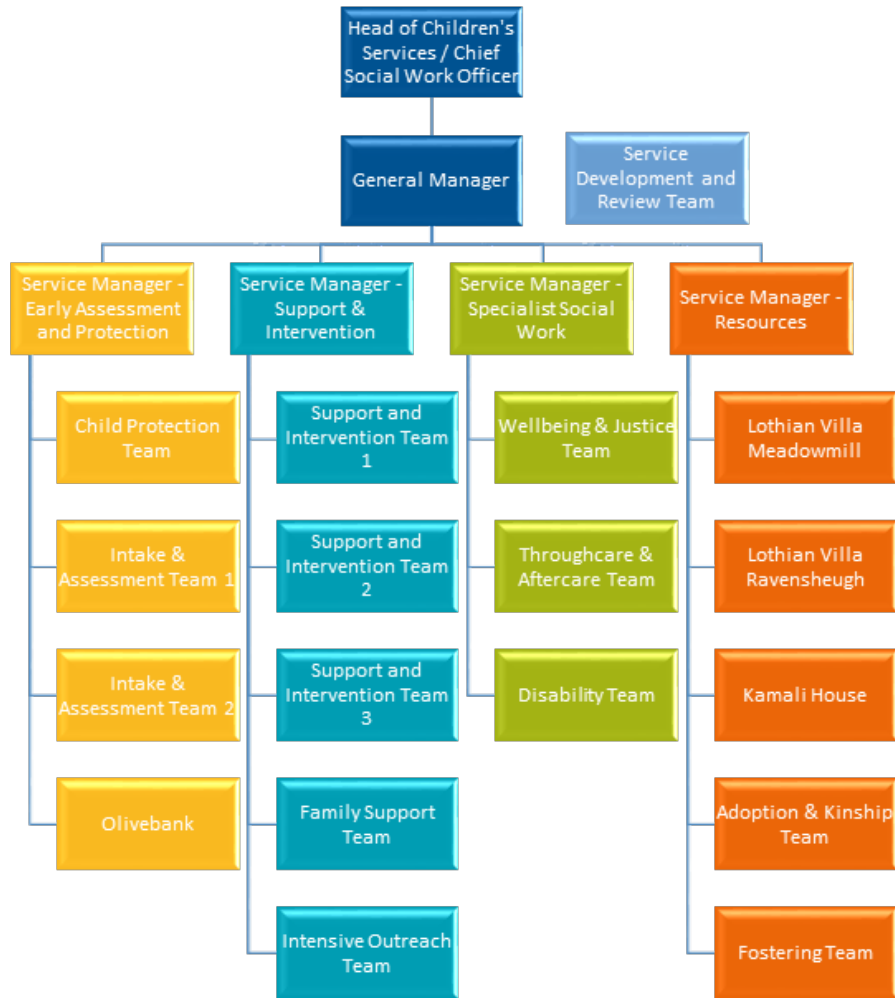 Head of Children's
Services / Chief
Social Work Officer
General Manager
Service
Development and
Review Team
Service Manager -
Early Assessment
and Protection
Service Manager -
Support &
Intervention
Service Manager -
Specialist Social
Work
Service Manager -
Resources
Child Protection
Team
Intake &
Assessment Team 1
Intake &
Assessment Team 2
Olivebank
Support and
Intervention Team
1
Support and
Intervention Team
2
Support and
Intervention Team
3
Family Support
Team
Intensive Outreach
Team
Wellbeing & Justice
Team
Throughcare &
Aftercare Team
Disability Team
Lothian Villa
Meadowmill
Lothian Villa
Ravensheugh
Kamali House
Adoption & Kinship
Team
Fostering Team